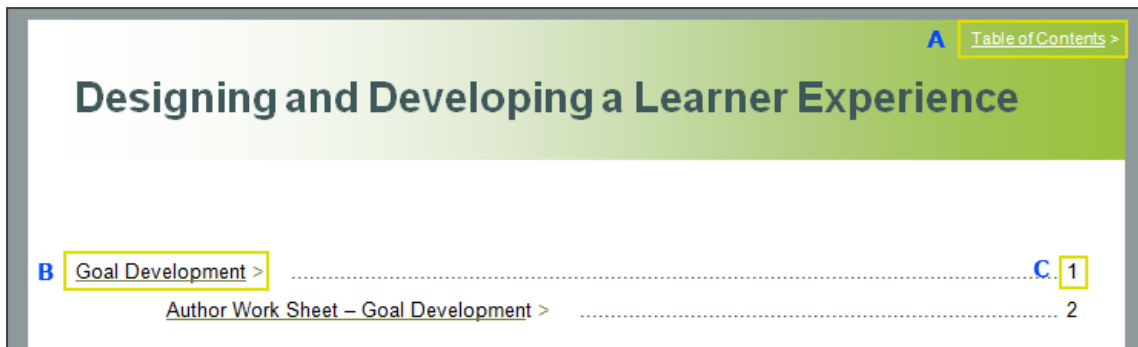 A Table of Contents >
Designing and Developing a Learner Experience
B Goal Development > ........................................................................................................ C 1
Author Work Sheet – Goal Development > ................................................................ 2